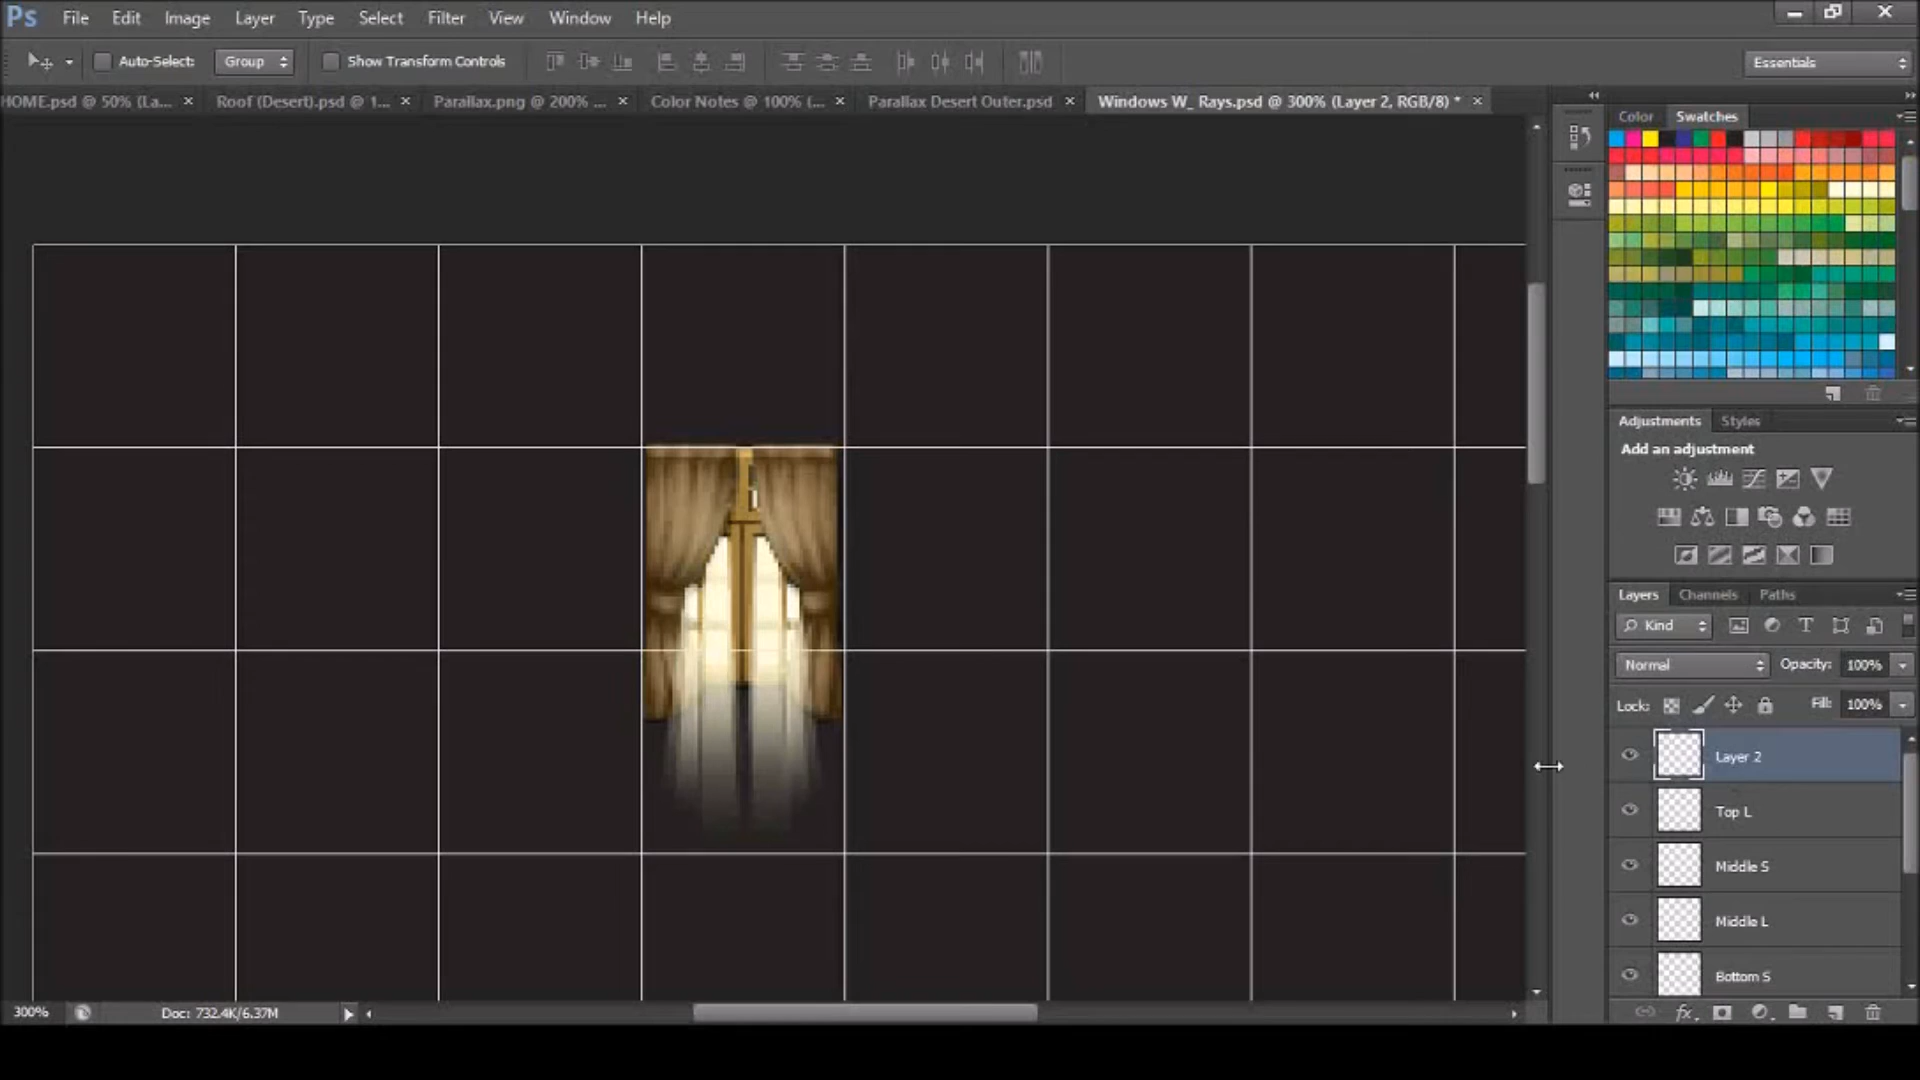 Ps File Edit Image Layer Type Select Filter View Window Help
Auto-Select: Group Show Transform Controls Essentials
HOME.psd @ 50% (La... × Roof (Desert).psd @ 1... × Parallax.png @ 200% ... × Color Notes @ 100% (... × Parallax Desert Outer.psd × Windows W_ Rays.psd @ 300% (Layer 2, RGB/8) * ×
Color Swatches
Adjustments Styles
Add an adjustment
Layers Channels Paths
Kind
Normal Opacity: 100%
Lock: Fill: 100%
Layer 2
Top L
Middle S
Middle L
Bottom S
300% Doc: 732.4K/6.37M